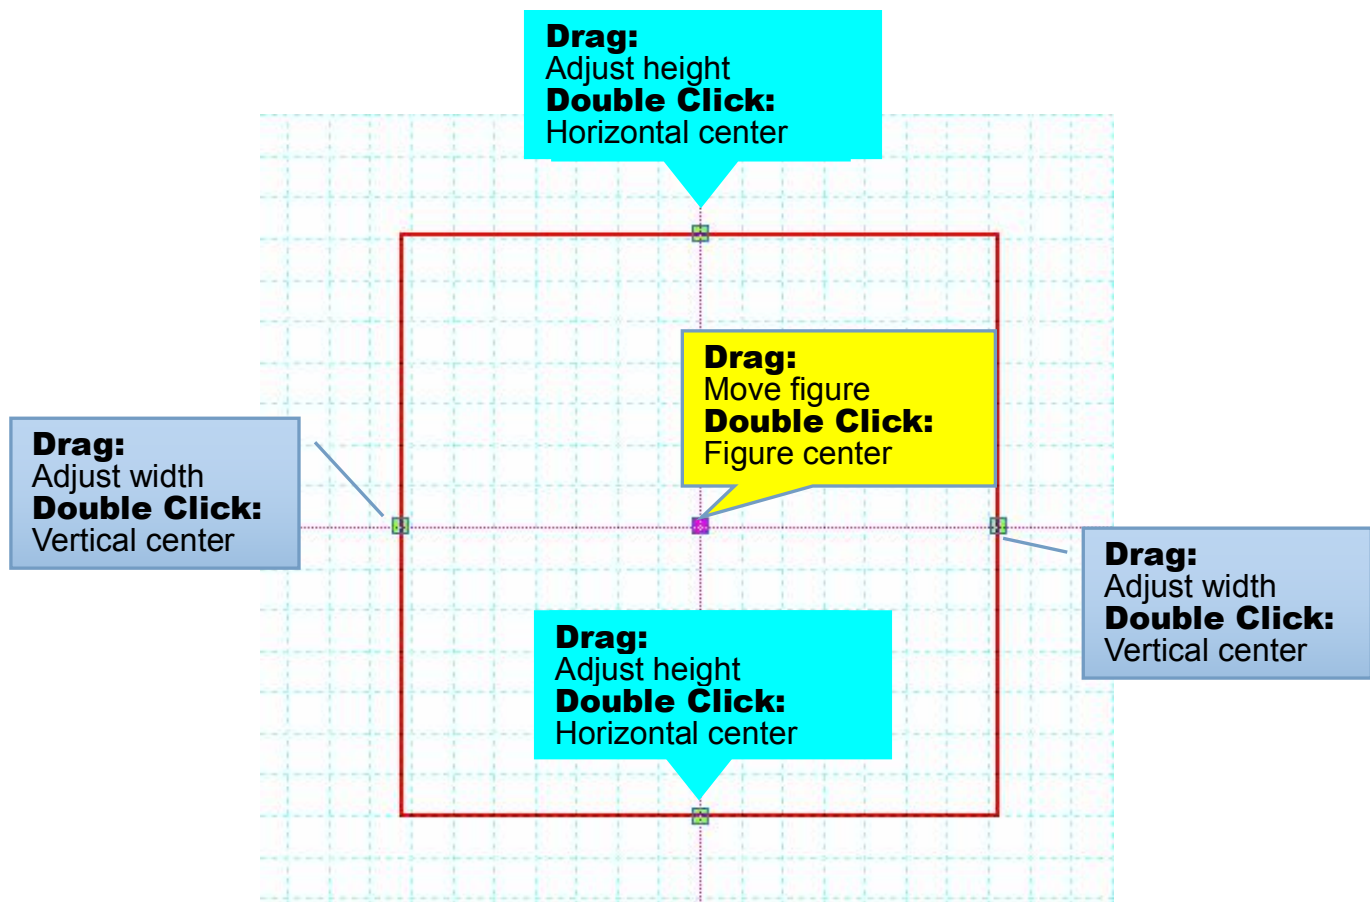 Drag:
Adjust height
Double Click:
Horizontal center
Drag:
Move figure
Double Click:
Figure center
Drag:
Adjust width
Double Click:
Vertical center
Drag:
Adjust width
Double Click:
Vertical center
Drag:
Adjust height
Double Click:
Horizontal center